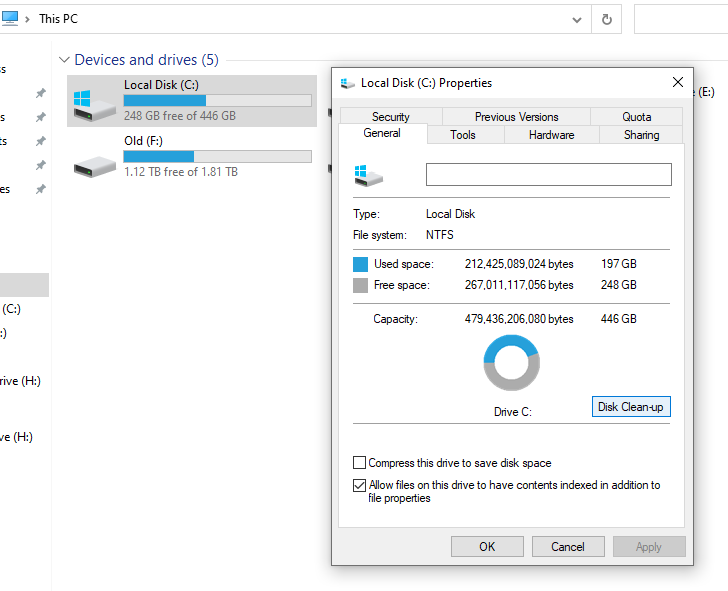 This PC
Devices and drives (5)
Local Disk (C:)
248 GB free of 446 GB
Old (F:)
1.12 TB free of 1.81 TB
(E:)
(C:)
(H:)
(H:)
Local Disk (C:) Properties
Security Previous Versions Quota
General Tools Hardware Sharing
Type: Local Disk
File system: NTFS
Used space: 212,425,089,024 bytes 197 GB
Free space: 267,011,117,056 bytes 248 GB
Capacity: 479,436,206,080 bytes 446 GB
Drive C:
Disk Clean-up
Compress this drive to save disk space
Allow files on this drive to have contents indexed in addition to
file properties
OK Cancel Apply